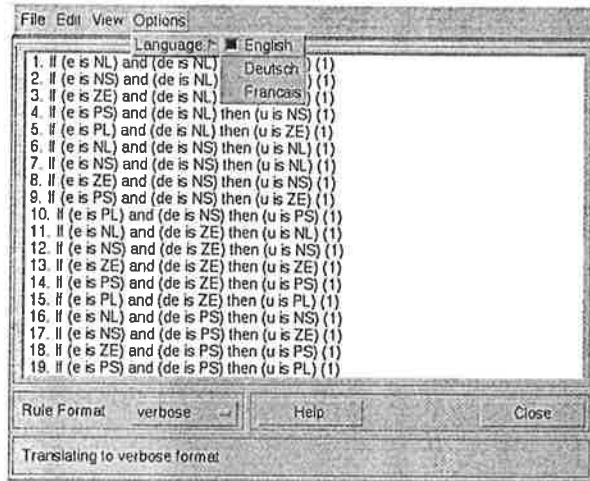 File Edit View Options
Language English
Deutsch
Francais
1. If (e is NL) and (de is NL) (1)
2. If (e is NS) and (de is NL) (1)
3. If (e is ZE) and (de is NL) (1)
4. If (e is PS) and (de is NL) then (u is NS) (1)
5. If (e is PL) and (de is NL) then (u is ZE) (1)
6. If (e is NL) and (de is NS) then (u is NL) (1)
7. If (e is NS) and (de is NS) then (u is NL) (1)
8. If (e is ZE) and (de is NS) then (u is NS) (1)
9. If (e is PS) and (de is NS) then (u is ZE) (1)
10. If (e is PL) and (de is NS) then (u is PS) (1)
11. If (e is NL) and (de is ZE) then (u is NL) (1)
12. If (e is NS) and (de is ZE) then (u is NS) (1)
13. If (e is ZE) and (de is ZE) then (u is ZE) (1)
14. If (e is PS) and (de is ZE) then (u is PS) (1)
15. If (e is PL) and (de is ZE) then (u is PL) (1)
16. If (e is NL) and (de is PS) then (u is NS) (1)
17. If (e is NS) and (de is PS) then (u is ZE) (1)
18. If (e is ZE) and (de is PS) then (u is PS) (1)
19. If (e is PS) and (de is PS) then (u is PL) (1)
Rule Format verbose Help Close
Translating to verbose format